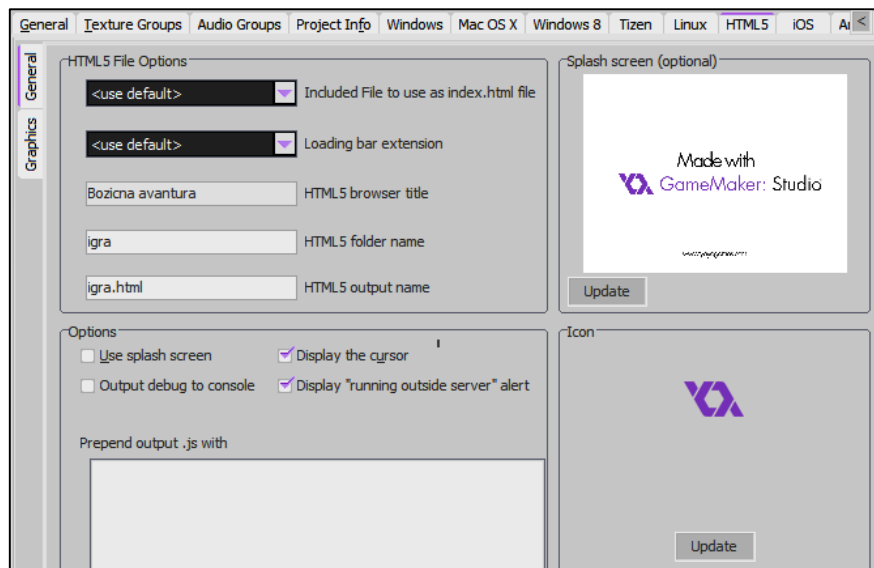 General Texture Groups Audio Groups Project Info Windows Mac OS X Windows 8 Tizen Linux HTML5 iOS <
General
Graphics
HTML5 File Options
<use default> Included File to use as index.html file
<use default> Loading bar extension
Bozicna avantura HTML5 browser title
igra HTML5 folder name
igra.html HTML5 output name
Splash screen (optional)
Made with
GameMaker: Studio
Update
Options
Use splash screen Display the cursor
Output debug to console Display "running outside server" alert
Prepend output .js with
Icon
Update